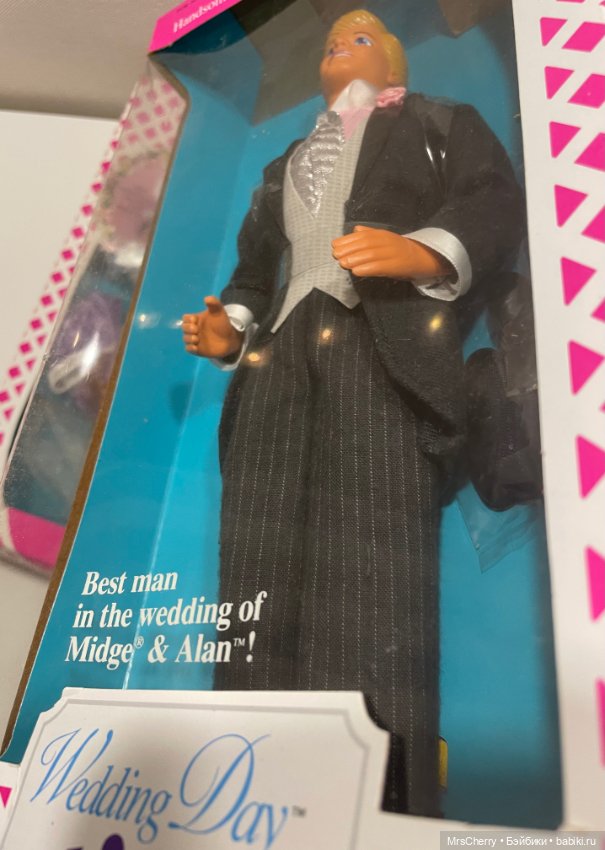 Best man
in the wedding of
Midge® & Alan™!
Wedding Day™
MrsCherry • Бэйбики • babiki.ru